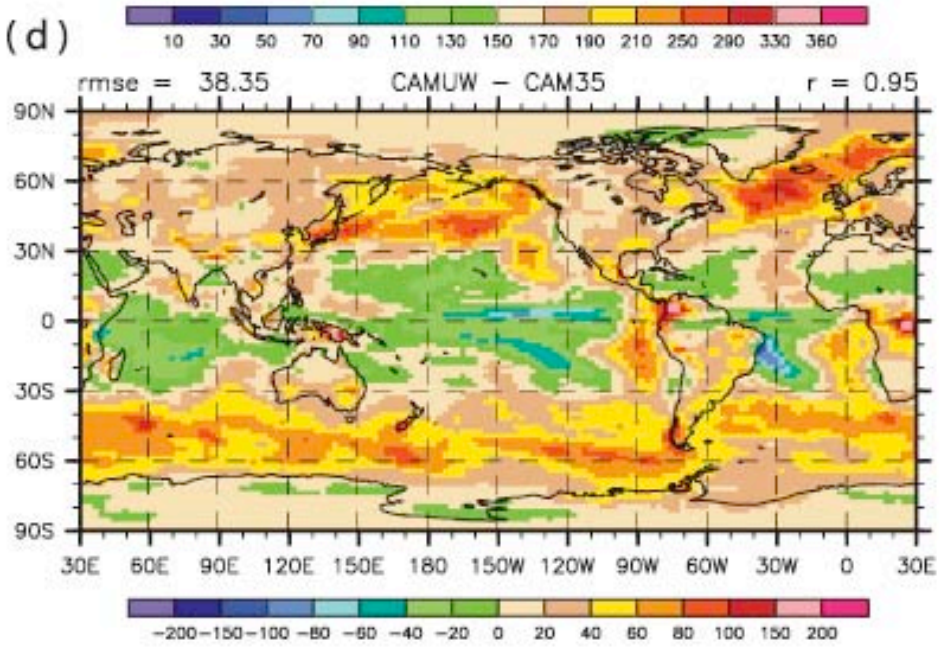 (d)
10 30 50 70 90 110 130 150 170 190 210 250 290 330 360
rmse = 38.35 CAMUW − CAM35 r = 0.95
90N
60N
30N
0
30S
60S
90S
30E 60E 90E 120E 150E 180 150W 120W 90W 60W 30W 0 30E
−200 −150 −100 −80 −60 −40 −20 0 20 40 60 80 100 150 200